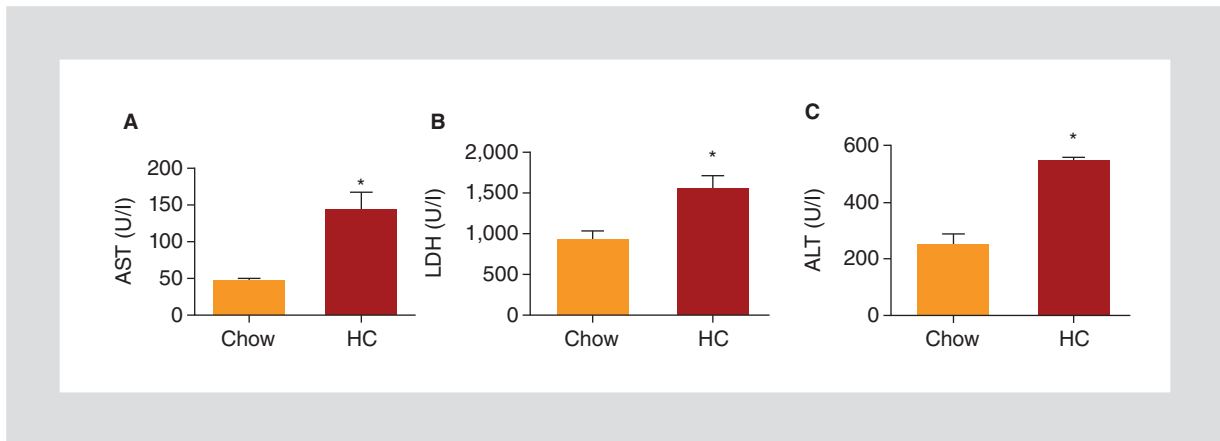 A
AST (U/l)
200
150
100
50
0
*
Chow
HC
B
LDH (U/l)
2,000
1,500
1,000
500
0
*
Chow
HC
C
ALT (U/l)
600
400
200
0
*
Chow
HC